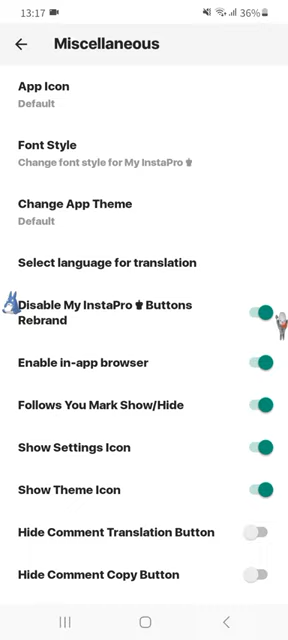 13:17 36%
Miscellaneous
App Icon
Default
Font Style
Change font style for My InstaPro
Change App Theme
Default
Select language for translation
Disable My InstaPro Buttons
Rebrand
Enable in-app browser
Follows You Mark Show/Hide
Show Settings Icon
Show Theme Icon
Hide Comment Translation Button
Hide Comment Copy Button